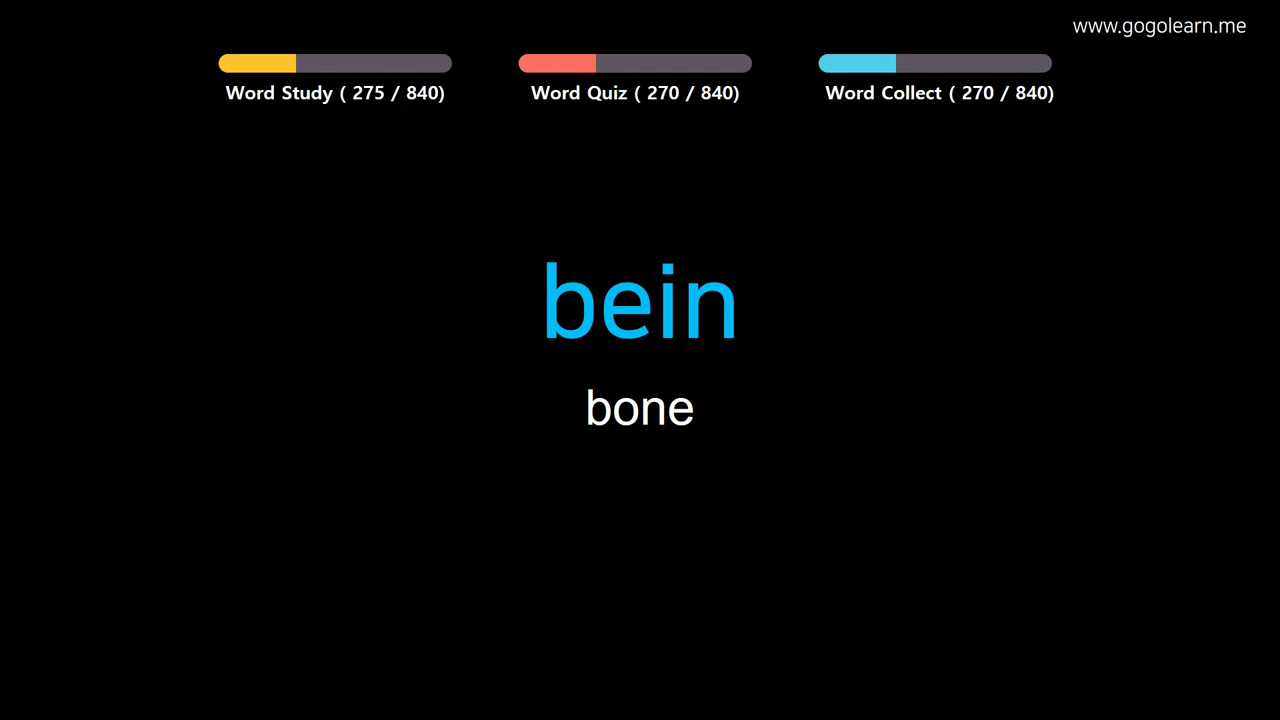 www.gogolearn.me
Word Study ( 275 / 840)
Word Quiz ( 270 / 840)
Word Collect ( 270 / 840)
bein
bone